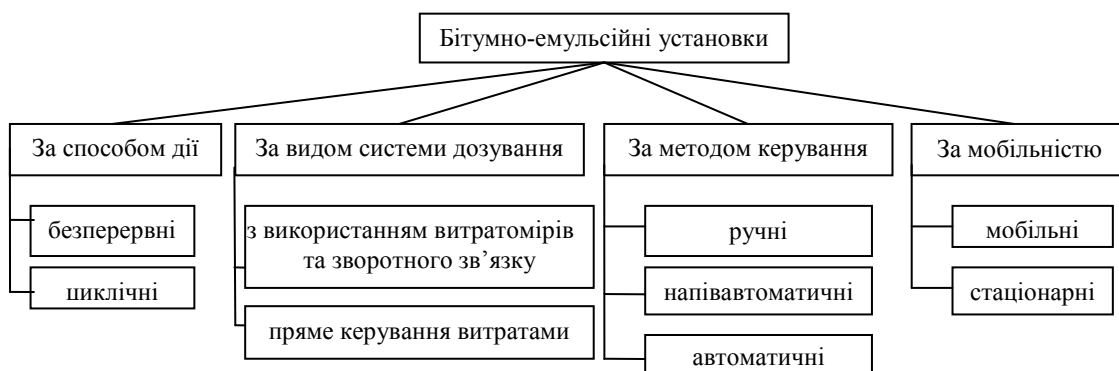 Бітумно-емульсійні установки
За способом дії
безперервні
циклічні
За видом системи дозування
з використанням витратомірів
та зворотного зв’язку
пряме керування витратами
За методом керування
ручні
напівавтоматичні
автоматичні
За мобільністю
мобільні
стаціонарні